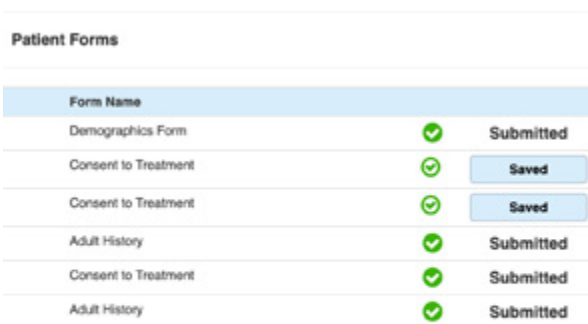 Patient Forms
Form Name
Demographics Form Submitted
Consent to Treatment Saved
Consent to Treatment Saved
Adult History Submitted
Consent to Treatment Submitted
Adult History Submitted